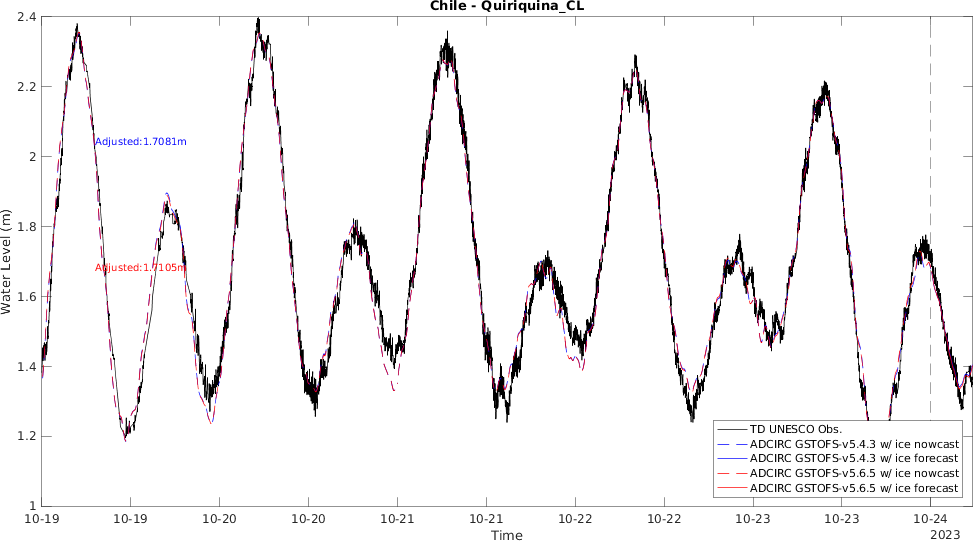 Chile - Quiriquina_CL
2.4
2.2
2
1.8
1.6
1.4
1.2
1
Water Level (m)
Adjusted:1.7081m
Adjusted:1.7105m
TD UNESCO Obs.
ADCIRC GSTOFS-v5.4.3 w/ ice nowcast
ADCIRC GSTOFS-v5.4.3 w/ ice forecast
ADCIRC GSTOFS-v5.6.5 w/ ice nowcast
ADCIRC GSTOFS-v5.6.5 w/ ice forecast
10-19 10-19 10-20 10-20 10-21 10-21 10-22 10-22 10-23 10-23 10-24
Time 2023